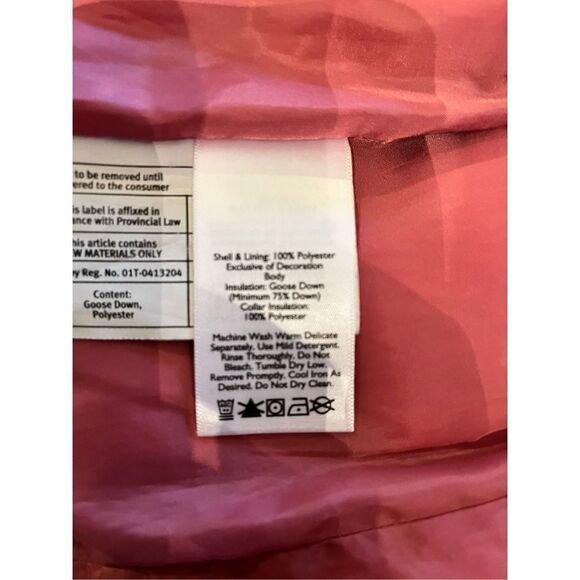 to be removed until
ered to the consumer
is label is affixed in
ance with Provincial Law
his article contains
W MATERIALS ONLY
by Reg. No. 01T-0413204
Content:
Goose Down,
Polyester
Shell & Lining: 100% Polyester
Exclusive of Decoration
Body
Insulation: Goose Down
(Minimum 75% Down)
Collar Insulation:
100% Polyester
Machine Wash Warm Delicate
Separately. Use Mild Detergent.
Rinse Thoroughly. Do Not
Bleach. Tumble Dry Low.
Remove Promptly. Cool Iron As
Desired. Do Not Dry Clean.